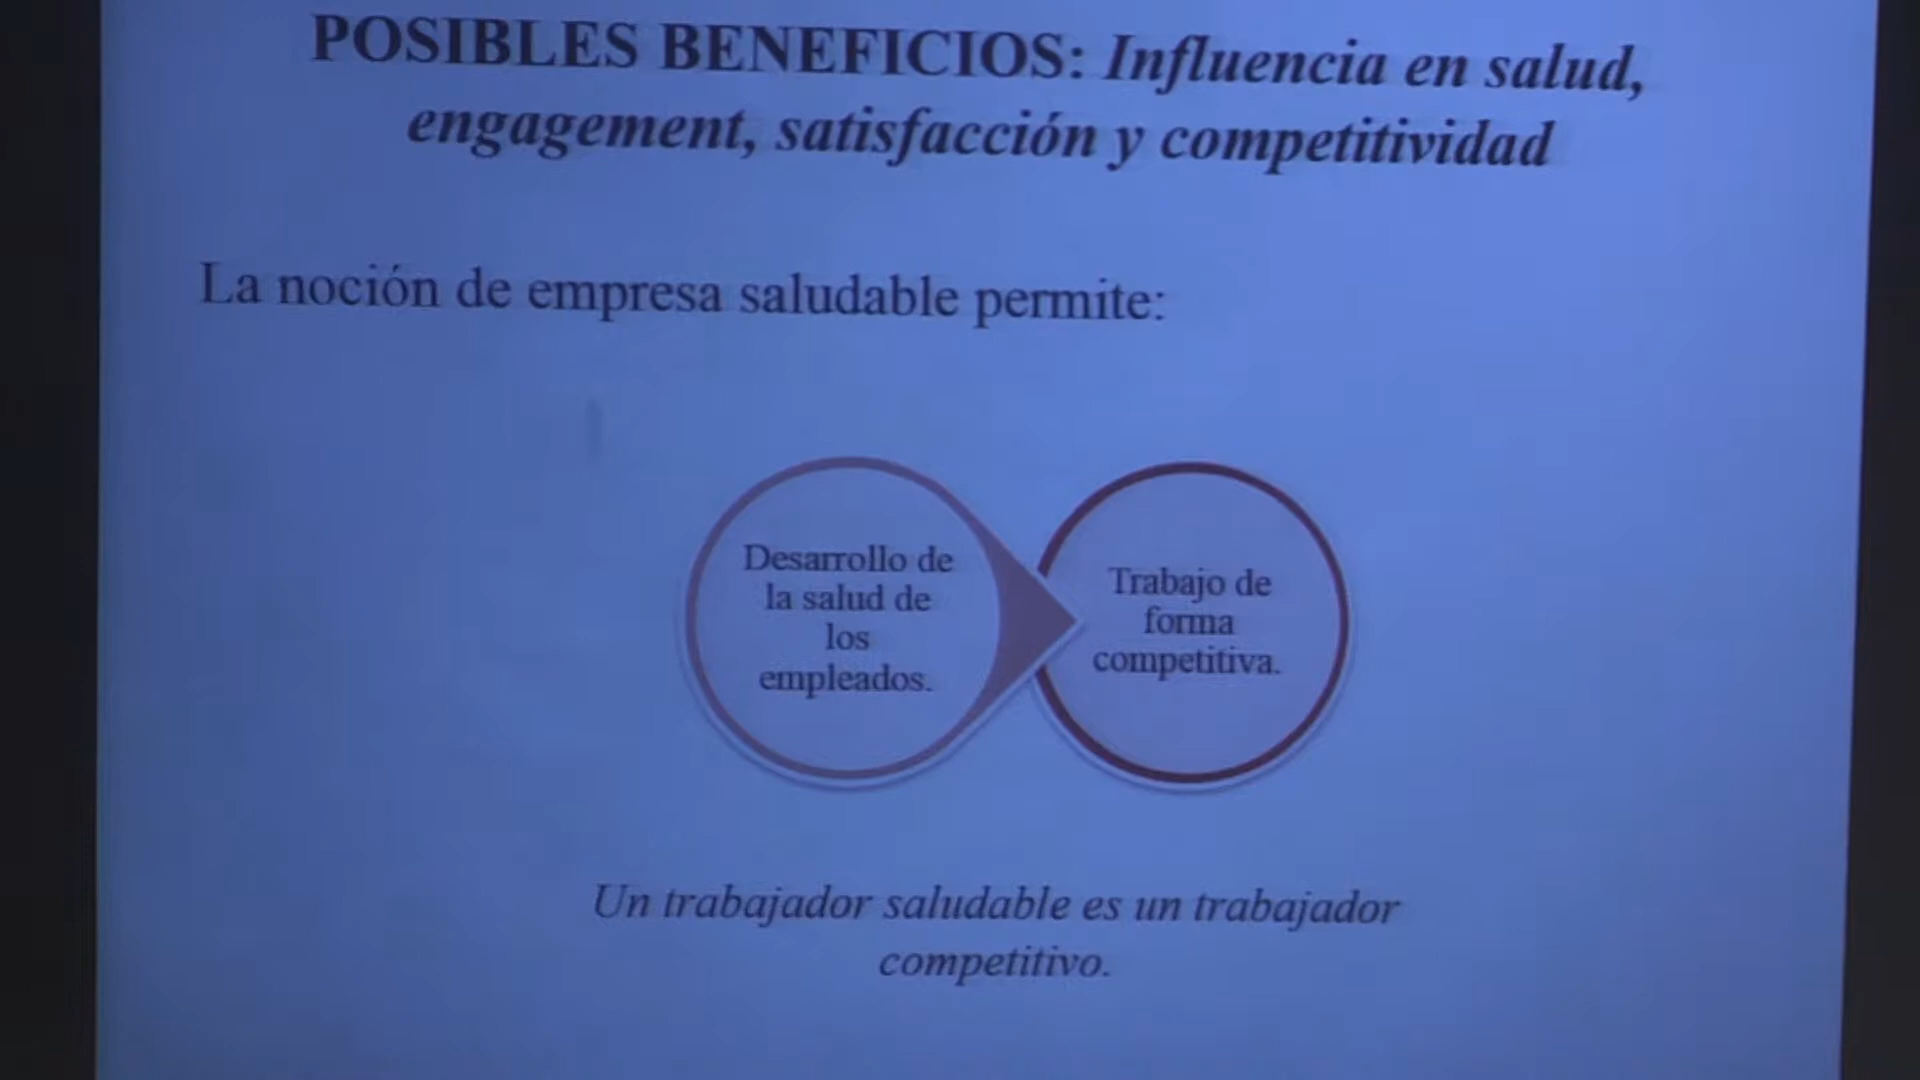 POSIBLES BENEFICIOS: Influencia en salud,
engagement, satisfacción y competitividad
La noción de empresa saludable permite:
Desarrollo de
la salud de
los
empleados.
Trabajo de
forma
competitiva.
Un trabajador saludable es un trabajador
competitivo.